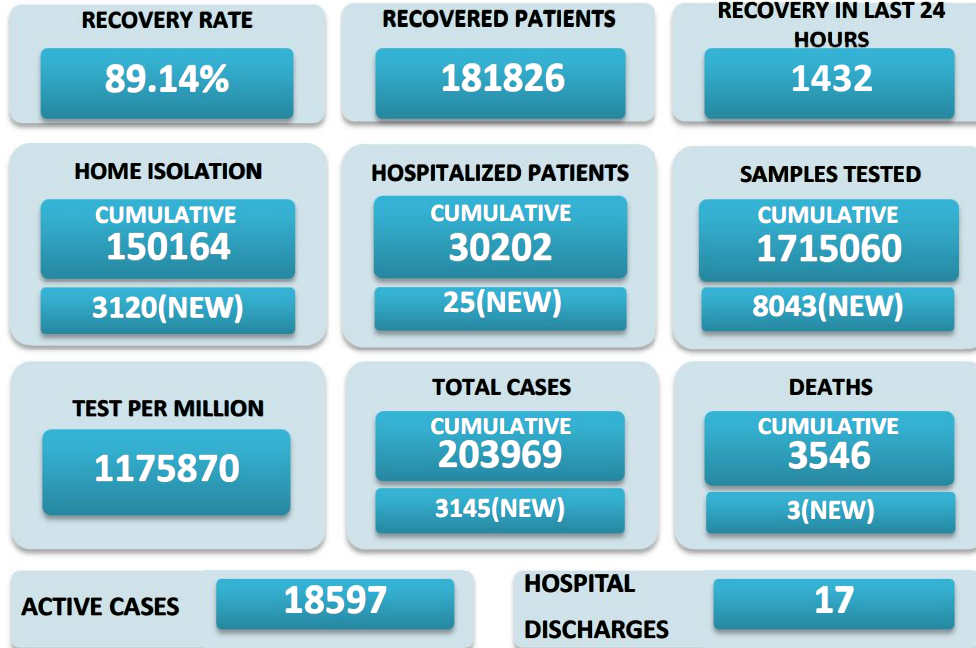 RECOVERY RATE
89.14%
RECOVERED PATIENTS
181826
RECOVERY IN LAST 24
HOURS
1432
HOME ISOLATION
CUMULATIVE
150164
3120(NEW)
HOSPITALIZED PATIENTS
CUMULATIVE
30202
25(NEW)
SAMPLES TESTED
CUMULATIVE
1715060
8043(NEW)
TEST PER MILLION
1175870
TOTAL CASES
CUMULATIVE
203969
3145(NEW)
DEATHS
CUMULATIVE
3546
3(NEW)
ACTIVE CASES
18597
HOSPITAL
DISCHARGES
17